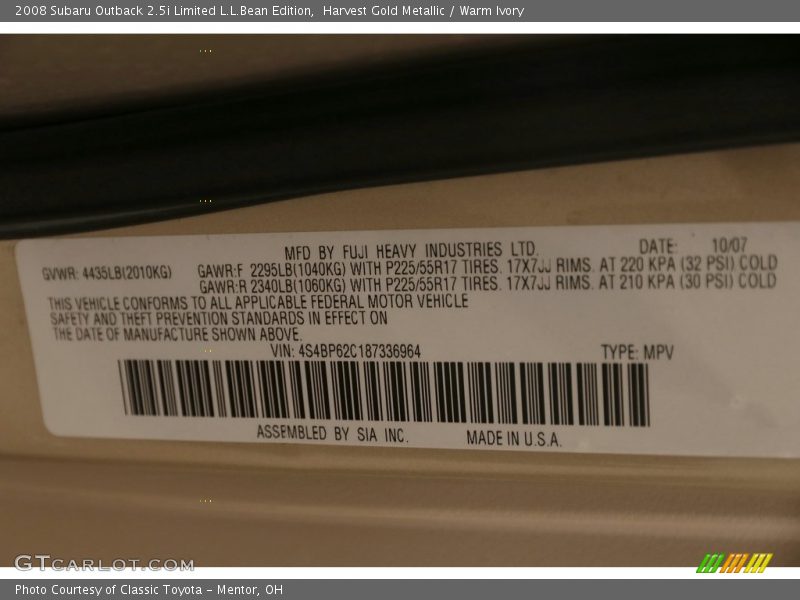 2008 Subaru Outback 2.5i Limited L.L.Bean Edition,  Harvest Gold Metallic / Warm Ivory
MFD BY FUJI HEAVY INDUSTRIES LTD. DATE: 10/07
GVWR: 4435LB(2010KG) GAWR:F 2295LB(1040KG) WITH P225/55R17 TIRES. 17X7JJ RIMS. AT 220 KPA (32 PSI) COLD
GAWR:R 2340LB(1060KG) WITH P225/55R17 TIRES. 17X7JJ RIMS. AT 210 KPA (30 PSI) COLD
THIS VEHICLE CONFORMS TO ALL APPLICABLE FEDERAL MOTOR VEHICLE
SAFETY AND THEFT PREVENTION STANDARDS IN EFFECT ON
THE DATE OF MANUFACTURE SHOWN ABOVE.
VIN: 4S4BP62C187336964 TYPE: MPV
ASSEMBLED BY SIA INC. MADE IN U.S.A.
GTCARLOT.COM
Photo Courtesy of Classic Toyota - Mentor, OH